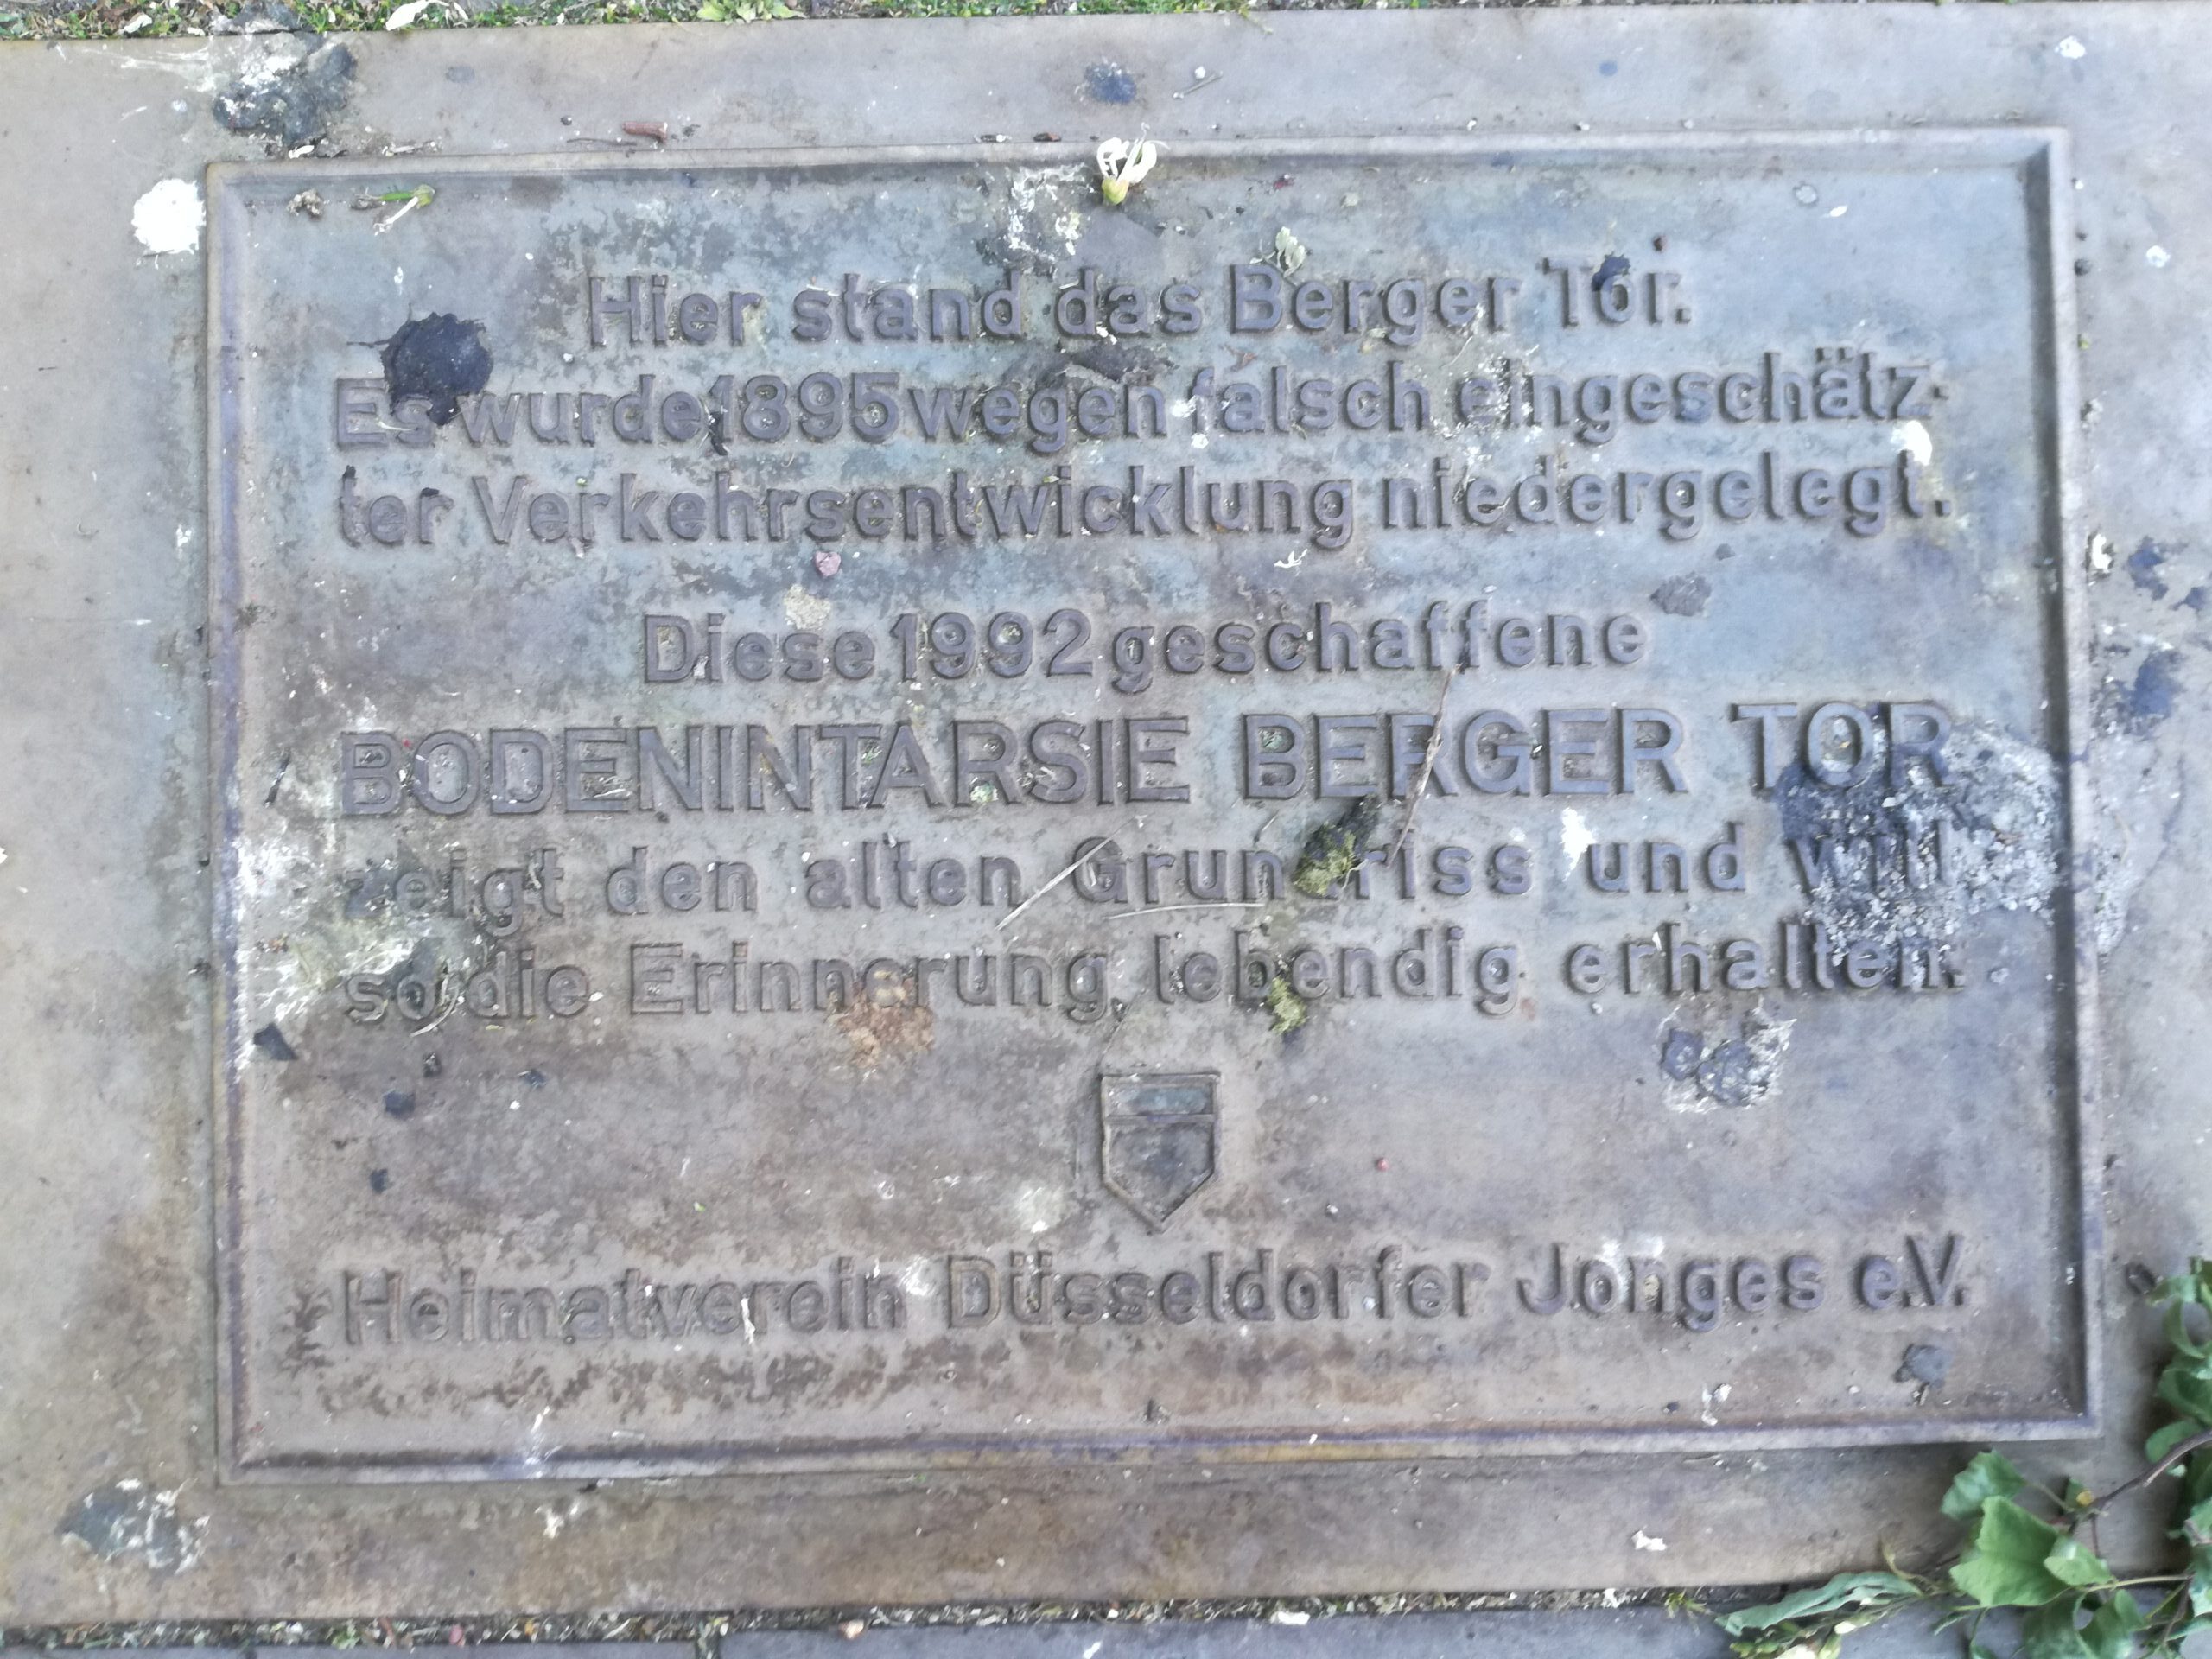 Hier stand das Berger Tor.
Es wurde 1895 wegen falsch eingeschätz-
ter Verkehrsentwicklung niedergelegt.
Diese 1992 geschaffene
BODENINTARSIE BERGER TOR
zeigt den alten Grundriss und will
so die Erinnerung lebendig erhalten.
Heimatverein Düsseldorfer Jonges e.V.